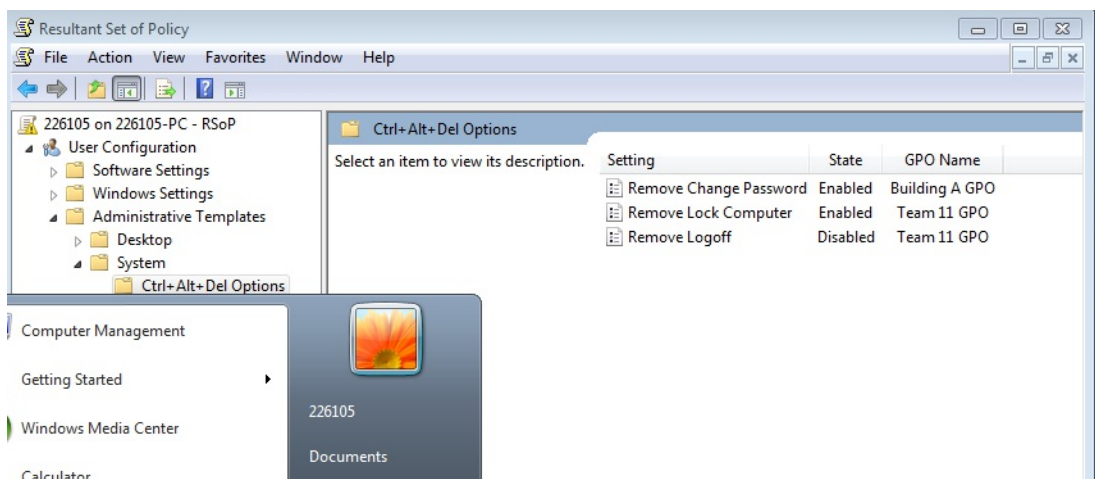 Resultant Set of Policy
File Action View Favorites Window Help
226105 on 226105-PC - RSoP
User Configuration
Software Settings
Windows Settings
Administrative Templates
Desktop
System
Ctrl+Alt+Del Options
Ctrl+Alt+Del Options
Select an item to view its description.
Setting State GPO Name
Remove Change Password Enabled Building A GPO
Remove Lock Computer Enabled Team 11 GPO
Remove Logoff Disabled Team 11 GPO
Computer Management
Getting Started
Windows Media Center
Calculator
226105
Documents